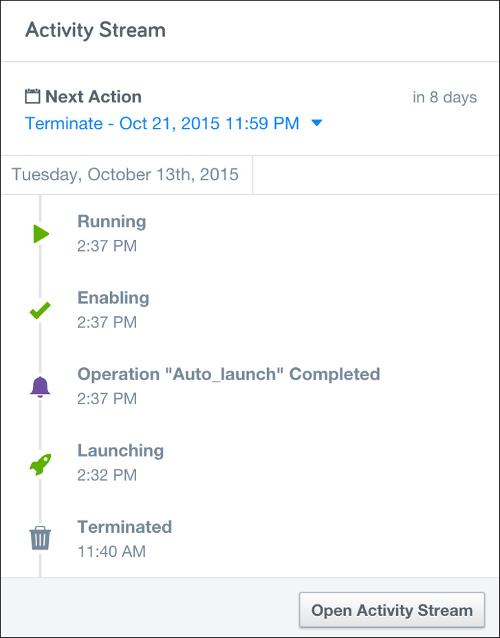 Activity Stream
Next Action in 8 days
Terminate - Oct 21, 2015 11:59 PM
Tuesday, October 13th, 2015
Running
2:37 PM
Enabling
2:37 PM
Operation "Auto_launch" Completed
2:37 PM
Launching
2:32 PM
Terminated
11:40 AM
Open Activity Stream